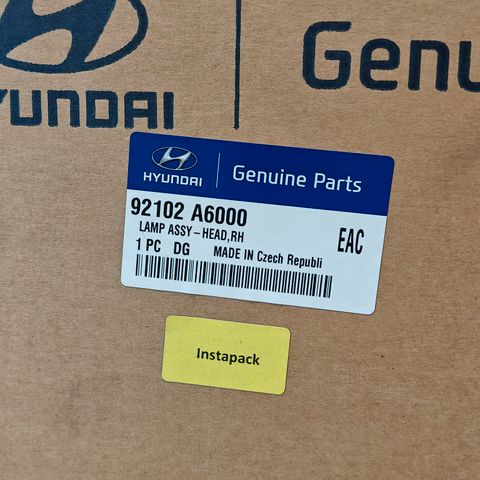 HYUNDAI
Genu
HYUNDAI
Genuine Parts
92102 A6000
LAMP ASSY-HEAD,RH
EAC
1 PC DG MADE IN Czech Republi
Instapack